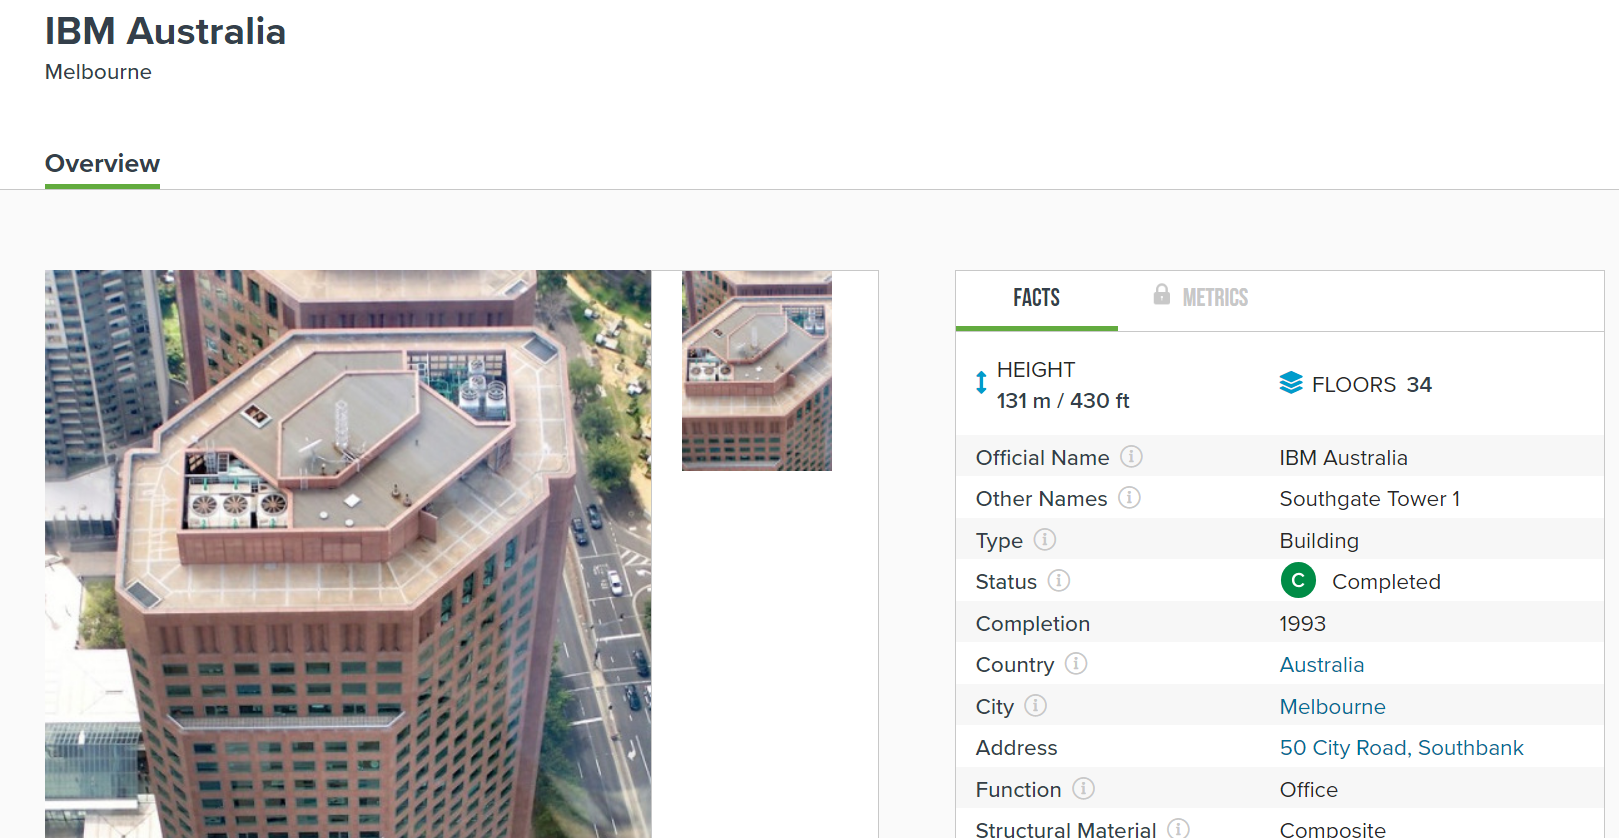 IBM Australia
Melbourne
Overview
FACTS
METRICS
HEIGHT
131 m / 430 ft
FLOORS 34
Official Name IBM Australia
Other Names Southgate Tower 1
Type Building
Status C Completed
Completion 1993
Country Australia
City Melbourne
Address 50 City Road, Southbank
Function Office
Structural Material Composite